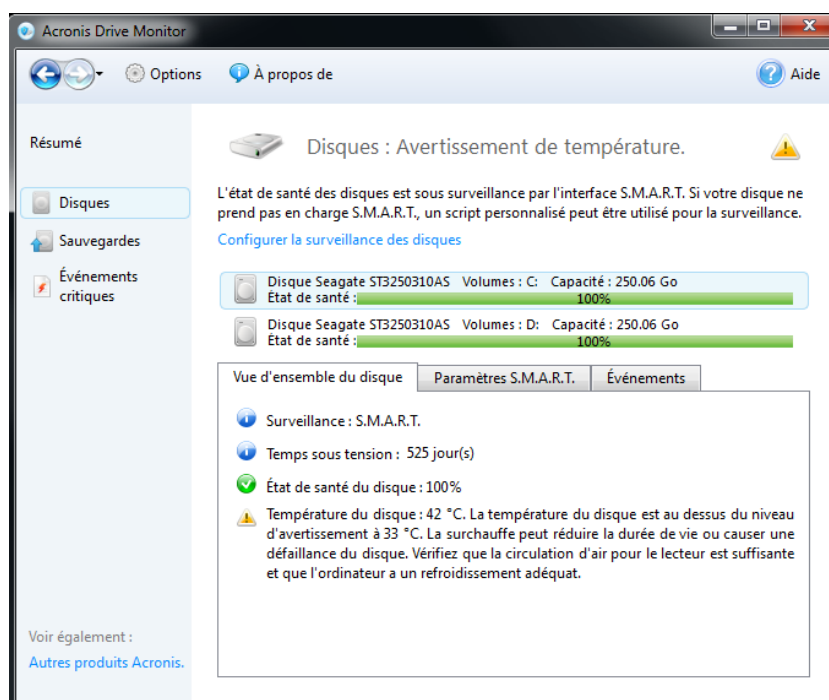 Acronis Drive Monitor
Options
À propos de
Aide
Résumé
Disques
Sauvegardes
Événements
critiques
Voir également :
Autres produits Acronis.
Disques : Avertissement de température.
L'état de santé des disques est sous surveillance par l'interface S.M.A.R.T. Si votre disque ne
prend pas en charge S.M.A.R.T., un script personnalisé peut être utilisé pour la surveillance.
Configurer la surveillance des disques
Disque Seagate ST3250310AS Volumes : C: Capacité : 250.06 Go
État de santé : 100%
Disque Seagate ST3250310AS Volumes : D: Capacité : 250.06 Go
État de santé : 100%
Vue d'ensemble du disque Paramètres S.M.A.R.T. Événements
Surveillance : S.M.A.R.T.
Temps sous tension : 525 jour(s)
État de santé du disque : 100%
Température du disque : 42 °C. La température du disque est au dessus du niveau
d'avertissement à 33 °C. La surchauffe peut réduire la durée de vie ou causer une
défaillance du disque. Vérifiez que la circulation d'air pour le lecteur est suffisante
et que l'ordinateur a un refroidissement adéquat.